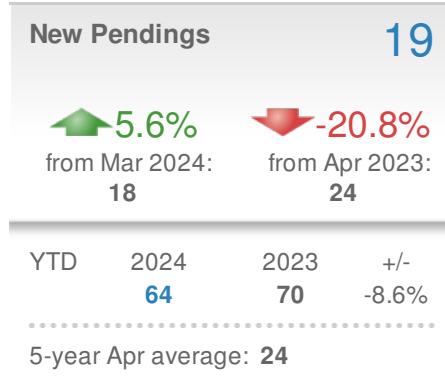 New Pendings 19
5.6% -20.8%
from Mar 2024: from Apr 2023:
18 24
YTD 2024 2023 +/-
64 70 -8.6%
5-year Apr average: 24